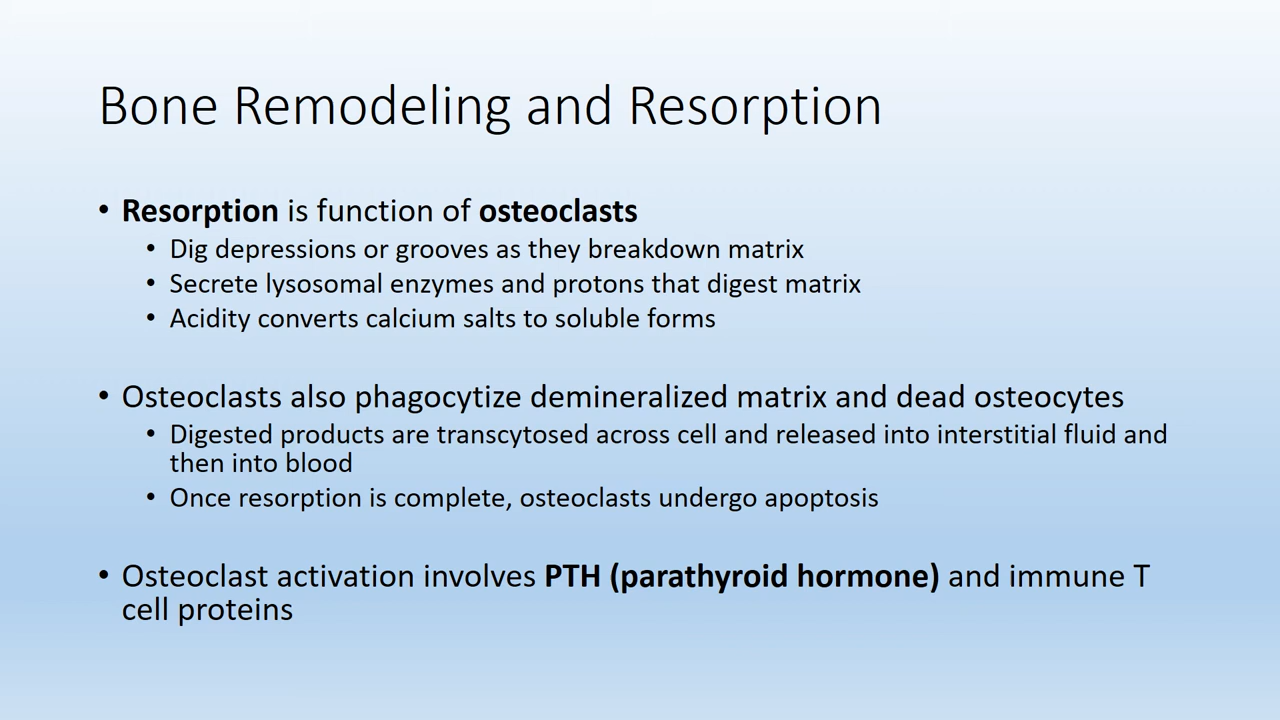 Bone Remodeling and Resorption
• Resorption is function of osteoclasts
• Dig depressions or grooves as they breakdown matrix
• Secrete lysosomal enzymes and protons that digest matrix
• Acidity converts calcium salts to soluble forms
• Osteoclasts also phagocytize demineralized matrix and dead osteocytes
• Digested products are transcytosed across cell and released into interstitial fluid and
then into blood
• Once resorption is complete, osteoclasts undergo apoptosis
• Osteoclast activation involves PTH (parathyroid hormone) and immune T
cell proteins